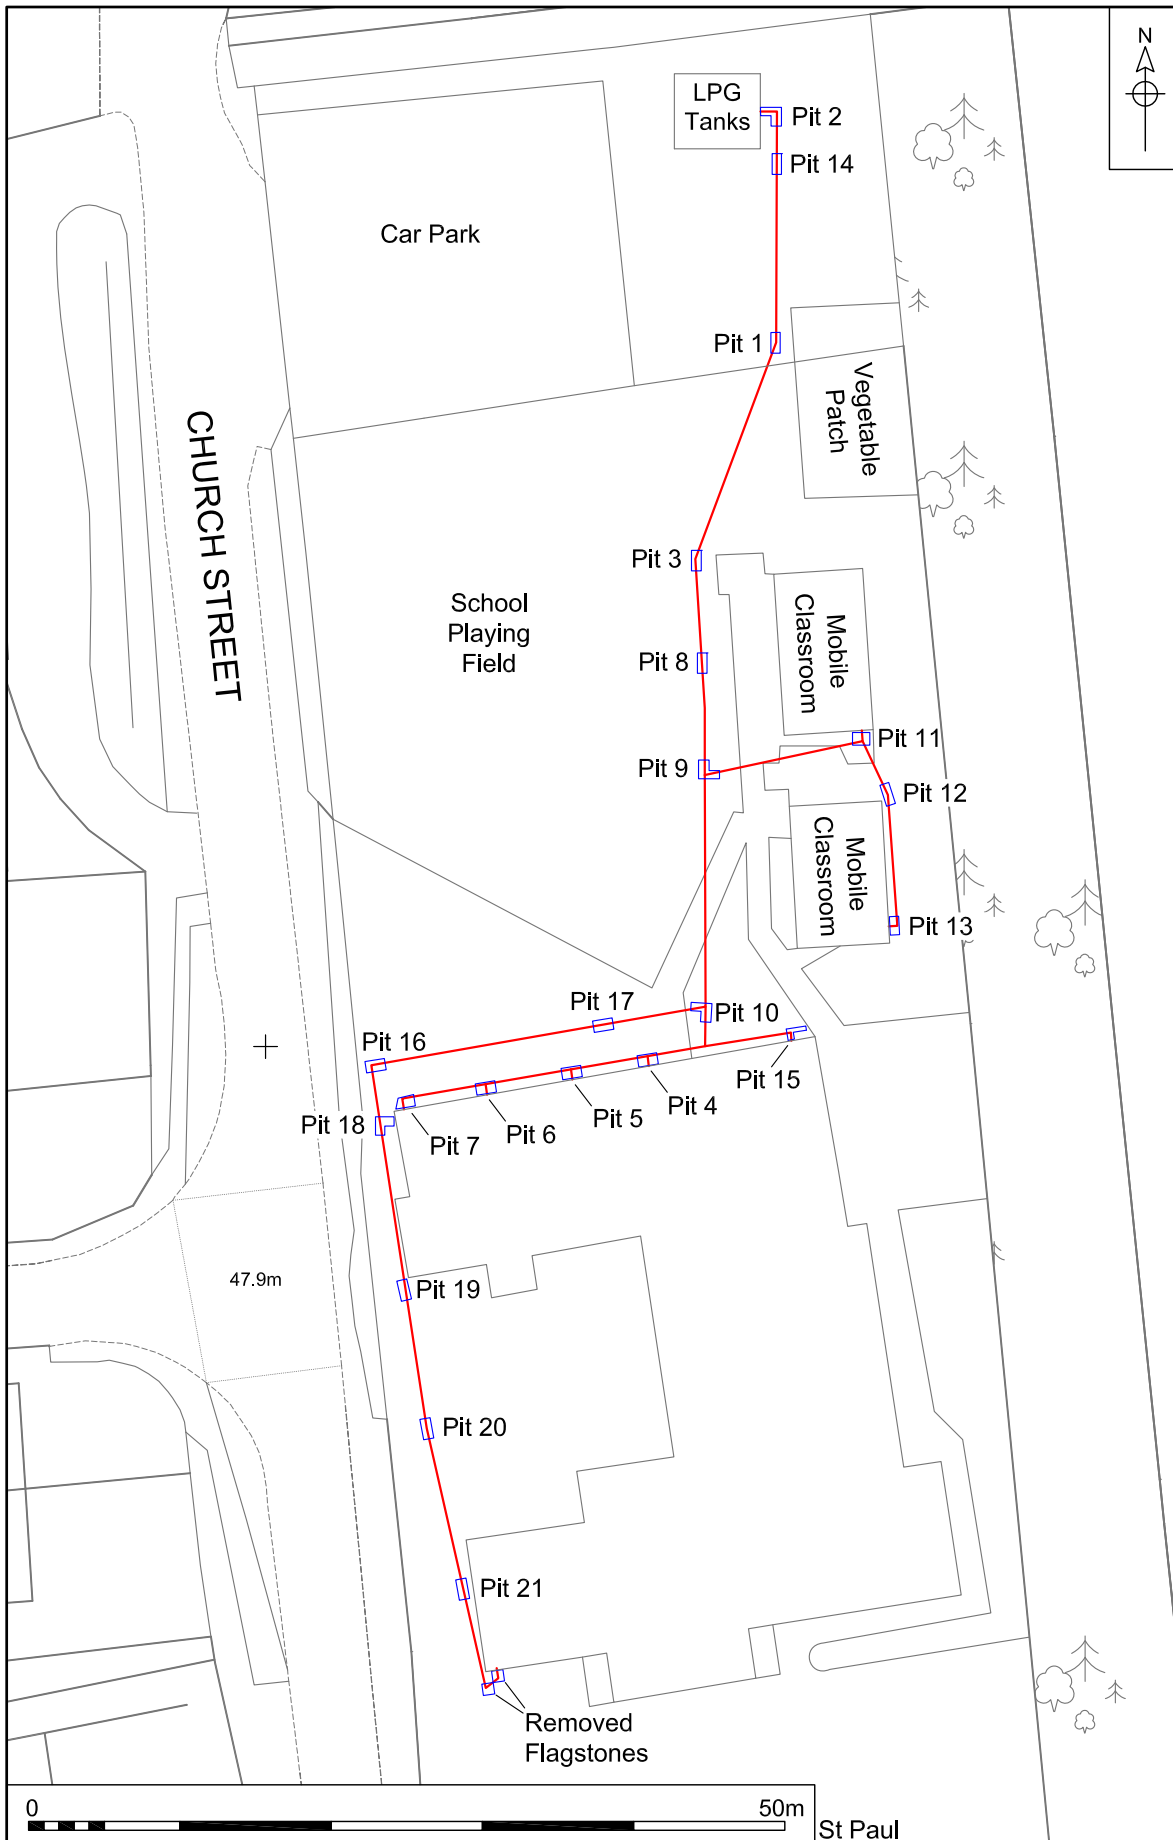 N
LPG
Tanks
Pit 2
Pit 14
Car Park
Pit 1
Vegetable
Patch
CHURCH STREET
Pit 3
School
Playing
Field
Mobile
Classroom
Pit 8
Pit 11
Pit 9
Pit 12
Mobile
Classroom
Pit 13
Pit 17
Pit 10
Pit 16
Pit 15
Pit 4
Pit 5
Pit 6
Pit 7
Pit 18
47.9m
Pit 19
Pit 20
Pit 21
Removed
Flagstones
0
50m
St Paul